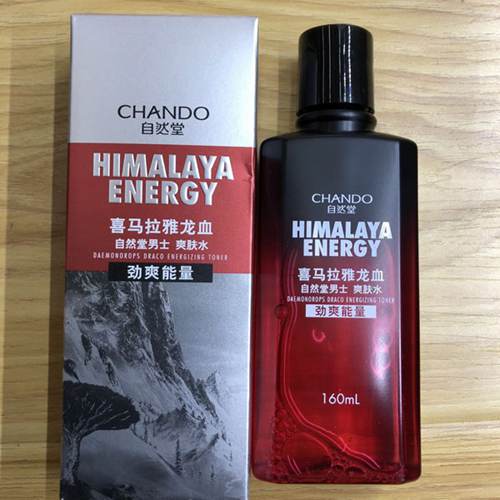 CHANDO
自然堂
HIMALAYA
ENERGY
喜马拉雅龙血
自然堂男士 爽肤水
DAEMONOROPS DRACO ENERGIZING TONER
劲爽能量
CHANDO
自然堂
HIMALAYA
ENERGY
喜马拉雅龙血
自然堂男士 爽肤水
DAEMONOROPS DRACO ENERGIZING TONER
劲爽能量
160mL